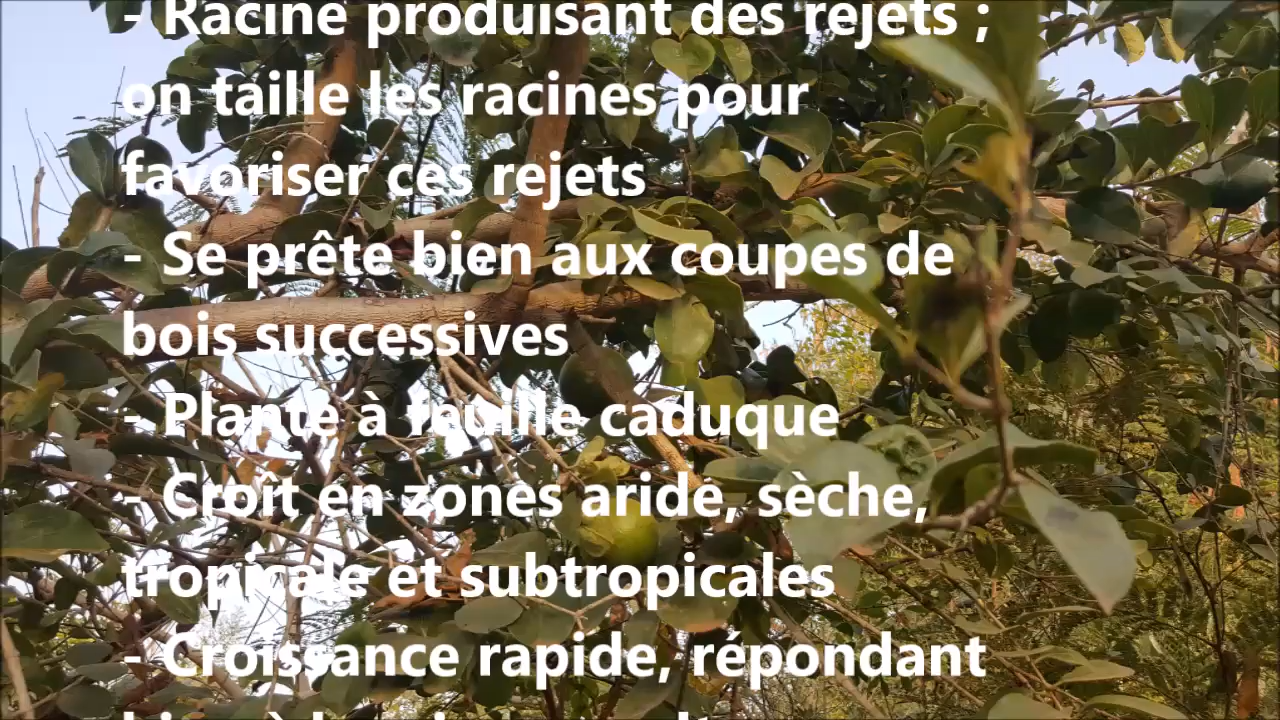 - Racine produisant des rejets ;
on taille les racines pour
favoriser ces rejets
- Se prête bien aux coupes de
bois successives
- Plante à feuille caduque
- Croît en zones aride, sèche,
tropicale et subtropicales
- Croissance rapide, répondant